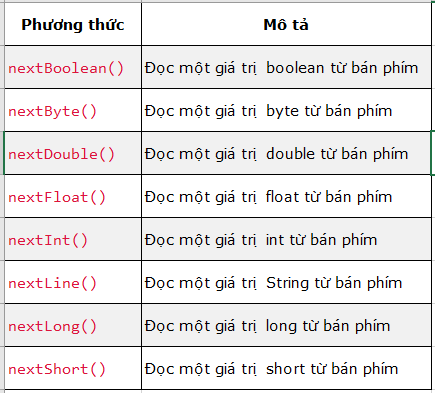 Phương thức Mô tả
nextBoolean() Đọc một giá trị boolean từ bán phím
nextByte() Đọc một giá trị byte từ bán phím
nextDouble() Đọc một giá trị double từ bán phím
nextFloat() Đọc một giá trị float từ bán phím
nextInt() Đọc một giá trị int từ bán phím
nextLine() Đọc một giá trị String từ bán phím
nextLong() Đọc một giá trị long từ bán phím
nextShort() Đọc một giá trị short từ bán phím